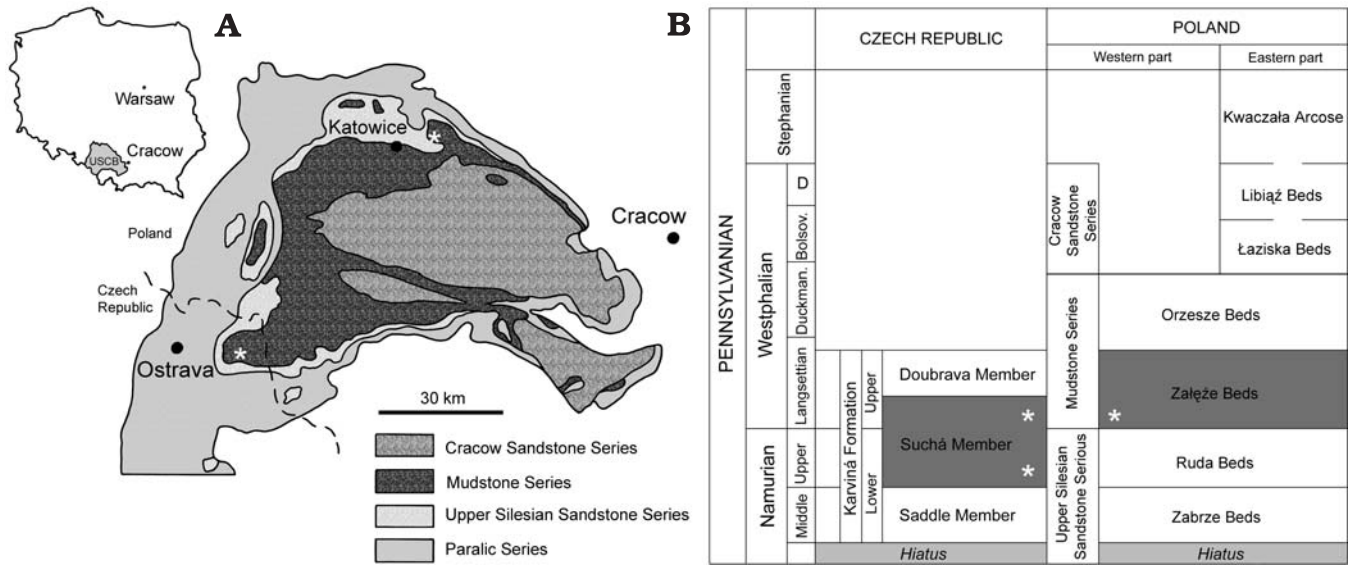 A
Warsaw
USCB
Cracow
Katowice
*
Cracow
Poland
Czech
Republic
*
Ostrava
30 km
Cracow Sandstone Series
Mudstone Series
Upper Silesian Sandstone Series
Paralic Series
B
PENNSYLVANIAN
CZECH REPUBLIC
POLAND
Western part
Eastern part
Stephanian
Kwaczała Arcose
Westphalian
D
Bolsov.
Duckman.
Langsettian
Cracow
Sandstone
Series
Libiąż Beds
Łaziska Beds
Mudstone Series
Orzesze Beds
Karviná Formation
Upper
Doubrava Member
Załęże Beds
*
*
Suchá Member
*
Namurian
Upper
Middle
Lower
Saddle Member
Upper Silesian
Sandstone Serious
Ruda Beds
Zabrze Beds
Hiatus
Hiatus